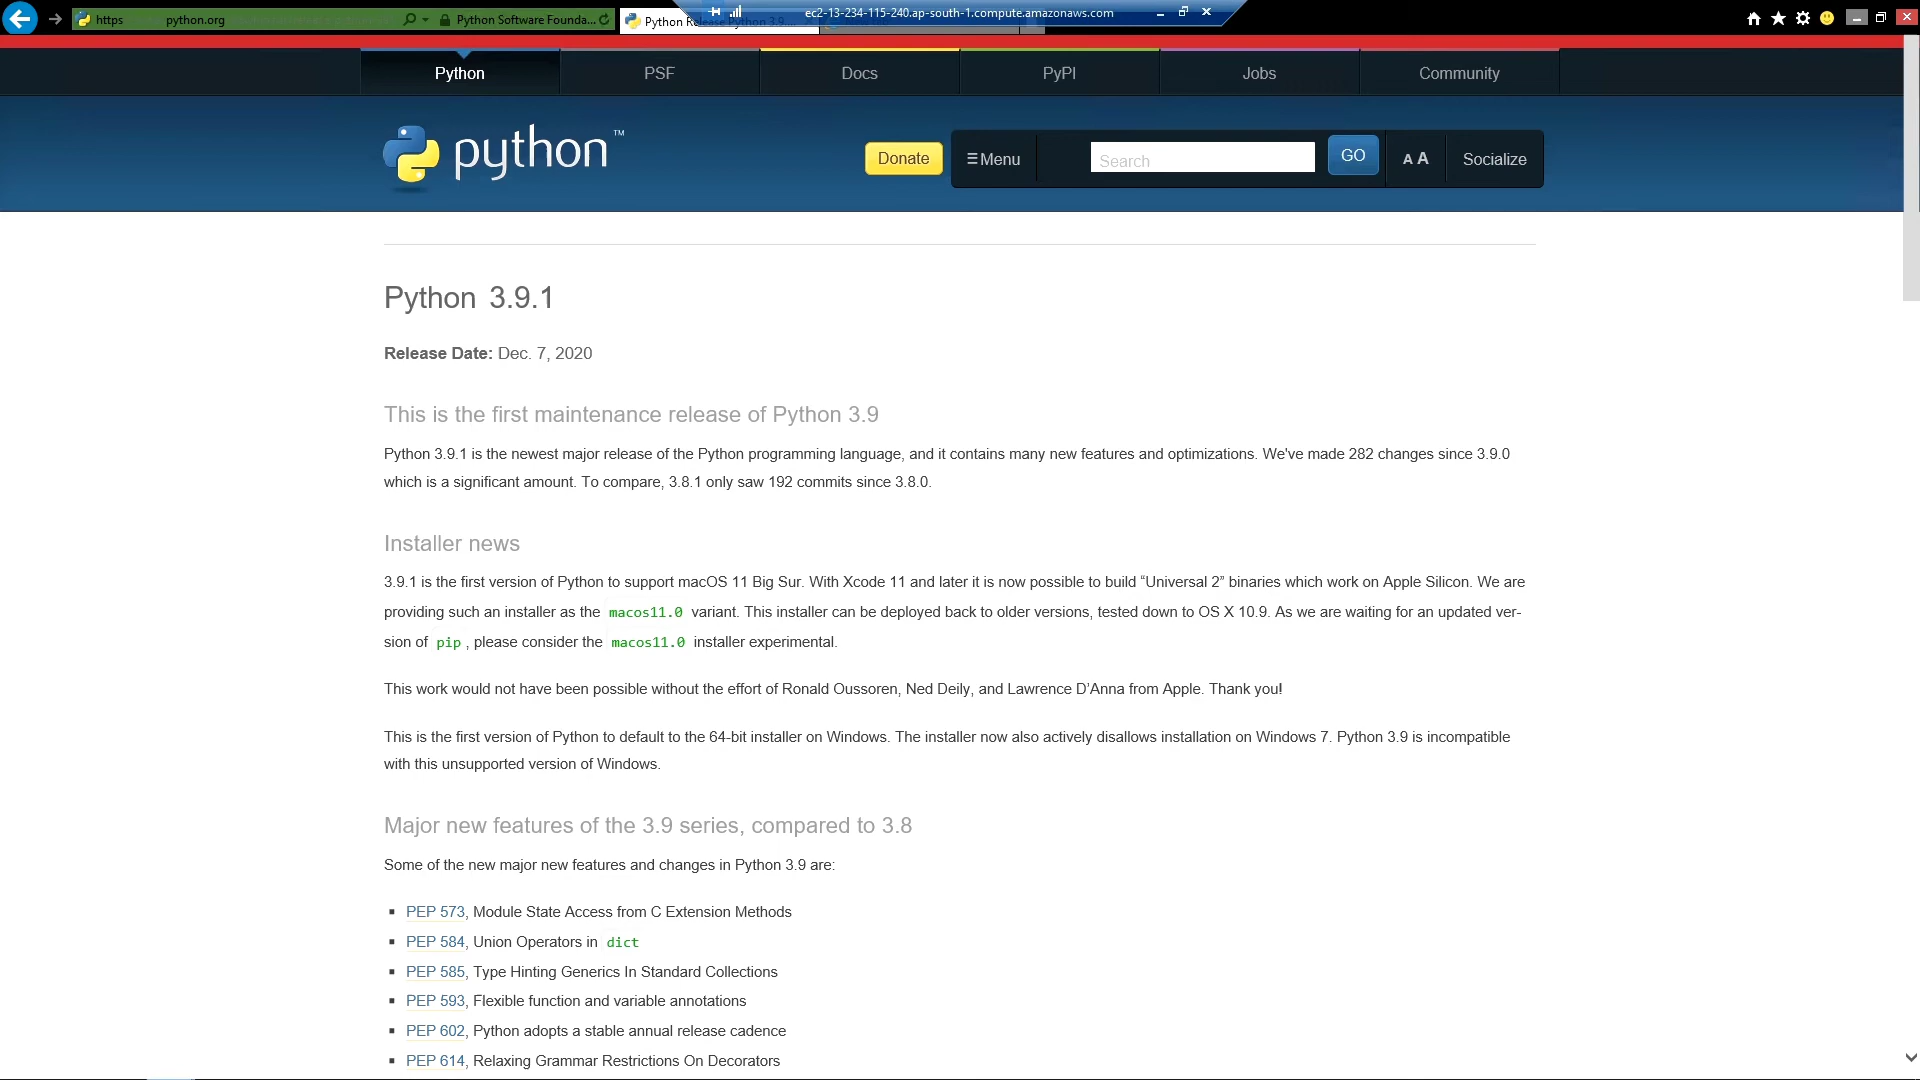 https python.org Python Software Founda... Python Release Python 3.9.... ec2-13-234-115-240.ap-south-1.compute.amazonaws.com
Python PSF Docs PyPI Jobs Community
python™ Donate ☰Menu Search GO A A Socialize
Python 3.9.1
Release Date: Dec. 7, 2020
This is the first maintenance release of Python 3.9
Python 3.9.1 is the newest major release of the Python programming language, and it contains many new features and optimizations. We've made 282 changes since 3.9.0
which is a significant amount. To compare, 3.8.1 only saw 192 commits since 3.8.0.
Installer news
3.9.1 is the first version of Python to support macOS 11 Big Sur. With Xcode 11 and later it is now possible to build “Universal 2” binaries which work on Apple Silicon. We are
providing such an installer as the macos11.0 variant. This installer can be deployed back to older versions, tested down to OS X 10.9. As we are waiting for an updated ver-
sion of pip , please consider the macos11.0 installer experimental.
This work would not have been possible without the effort of Ronald Oussoren, Ned Deily, and Lawrence D’Anna from Apple. Thank you!
This is the first version of Python to default to the 64-bit installer on Windows. The installer now also actively disallows installation on Windows 7. Python 3.9 is incompatible
with this unsupported version of Windows.
Major new features of the 3.9 series, compared to 3.8
Some of the new major new features and changes in Python 3.9 are:
▪ PEP 573, Module State Access from C Extension Methods
▪ PEP 584, Union Operators in dict
▪ PEP 585, Type Hinting Generics In Standard Collections
▪ PEP 593, Flexible function and variable annotations
▪ PEP 602, Python adopts a stable annual release cadence
▪ PEP 614, Relaxing Grammar Restrictions On Decorators